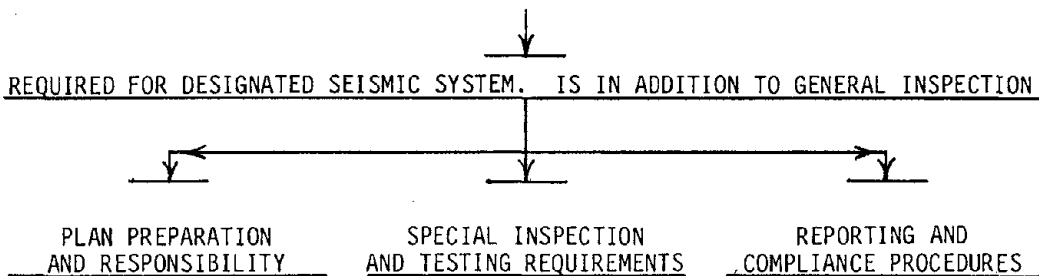 REQUIRED FOR DESIGNATED SEISMIC SYSTEM. IS IN ADDITION TO GENERAL INSPECTION
PLAN PREPARATION
AND RESPONSIBILITY
SPECIAL INSPECTION
AND TESTING REQUIREMENTS
REPORTING AND
COMPLIANCE PROCEDURES